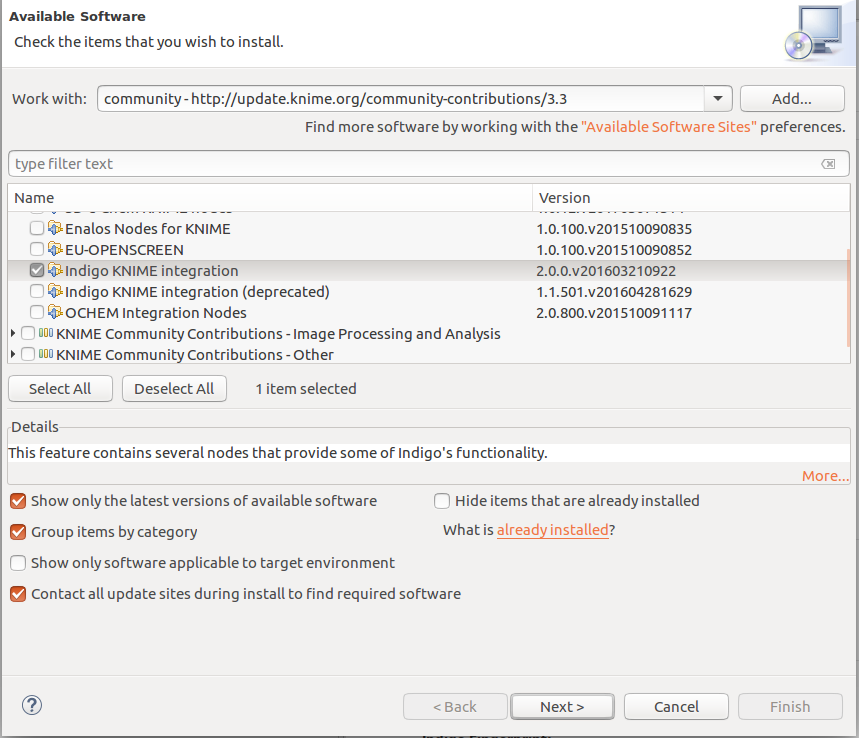 Available Software
Check the items that you wish to install.
Work with: community - http://update.knime.org/community-contributions/3.3 Add...
Find more software by working with the "Available Software Sites" preferences.
type filter text
Name Version
Enalos Nodes for KNIME 1.0.100.v201510090835
EU-OPENSCREEN 1.0.100.v201510090852
Indigo KNIME integration 2.0.0.v201603210922
Indigo KNIME integration (deprecated) 1.1.501.v201604281629
OCHEM Integration Nodes 2.0.800.v201510091117
KNIME Community Contributions - Image Processing and Analysis
KNIME Community Contributions - Other
Select All Deselect All 1 item selected
Details
This feature contains several nodes that provide some of Indigo's functionality.
More...
Show only the latest versions of available software Hide items that are already installed
Group items by category What is already installed?
Show only software applicable to target environment
Contact all update sites during install to find required software
? < Back Next > Cancel Finish